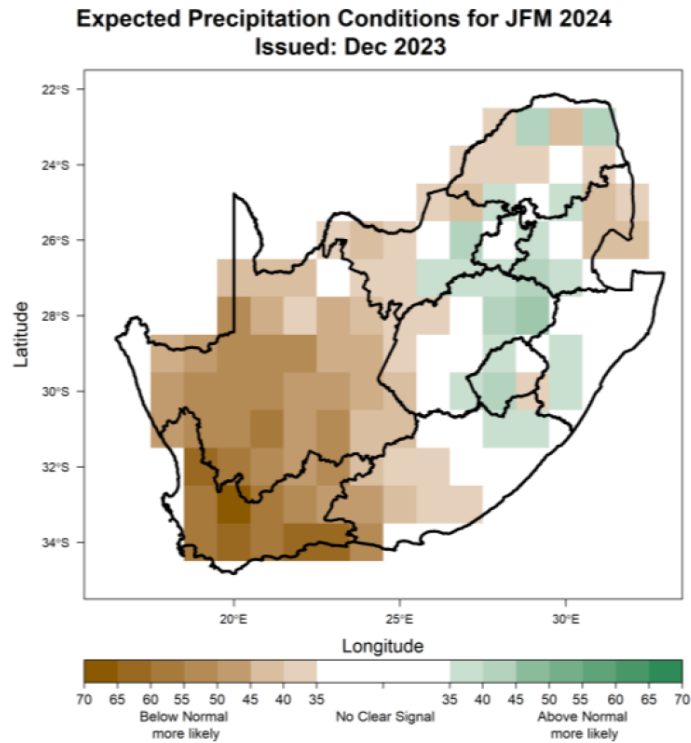 Expected Precipitation Conditions for JFM 2024
Issued: Dec 2023
22°S
24°S
26°S
28°S
30°S
32°S
34°S
Latitude
20°E 25°E 30°E
Longitude
70 65 60 55 50 45 40 35 35 40 45 50 55 60 65 70
Below Normal No Clear Signal Above Normal
more likely more likely